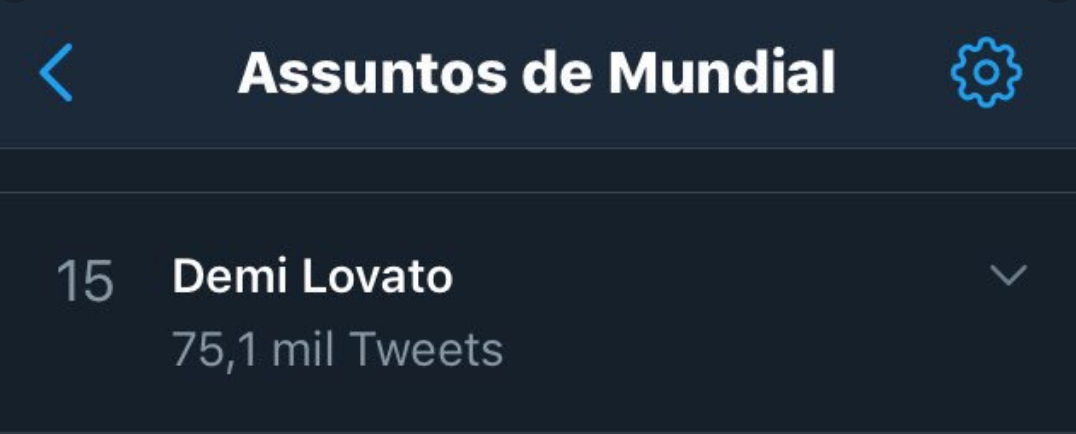 Assuntos de Mundial
15 Demi Lovato
75,1 mil Tweets